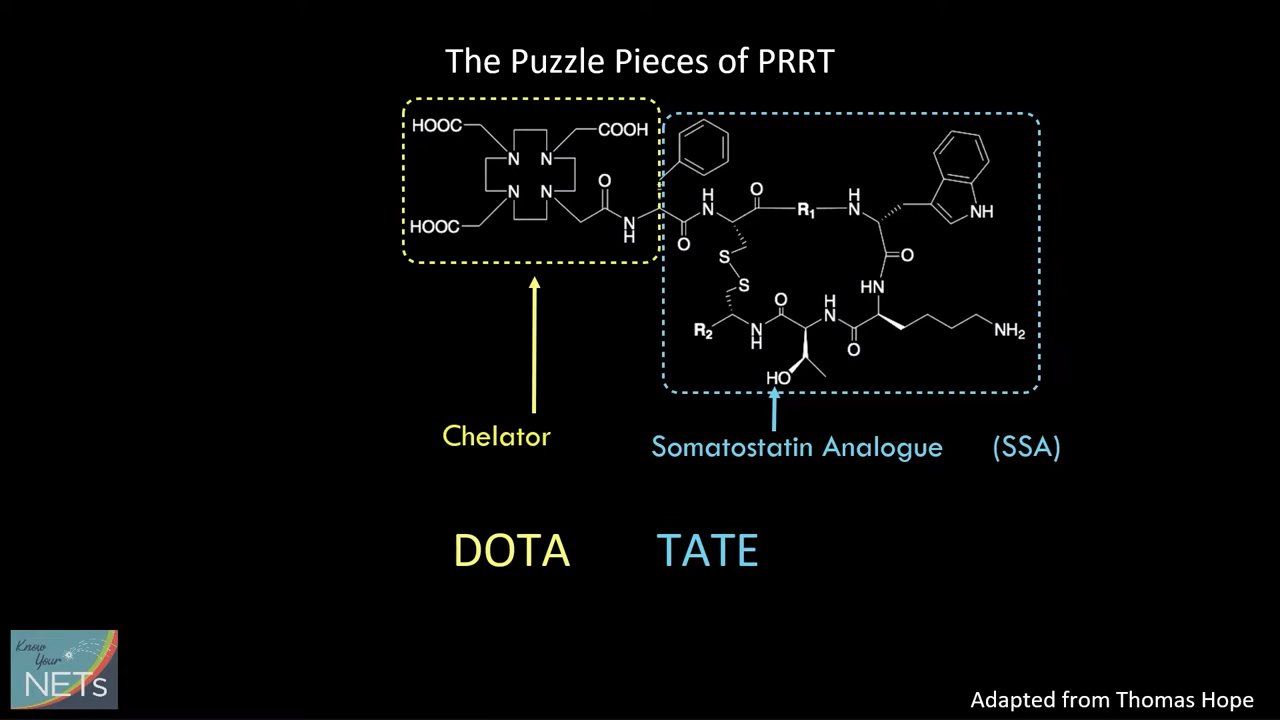 The Puzzle Pieces of PRRT
HOOC
COOH
N
N
N
N
HOOC
O
N
H
O
H
N
O
R1
H
N
NH
O
S
S
HN
R2
N
H
O
H
N
O
NH2
HO
Chelator
Somatostatin Analogue (SSA)
DOTA TATE
Know
Your
NETs
Adapted from Thomas Hope